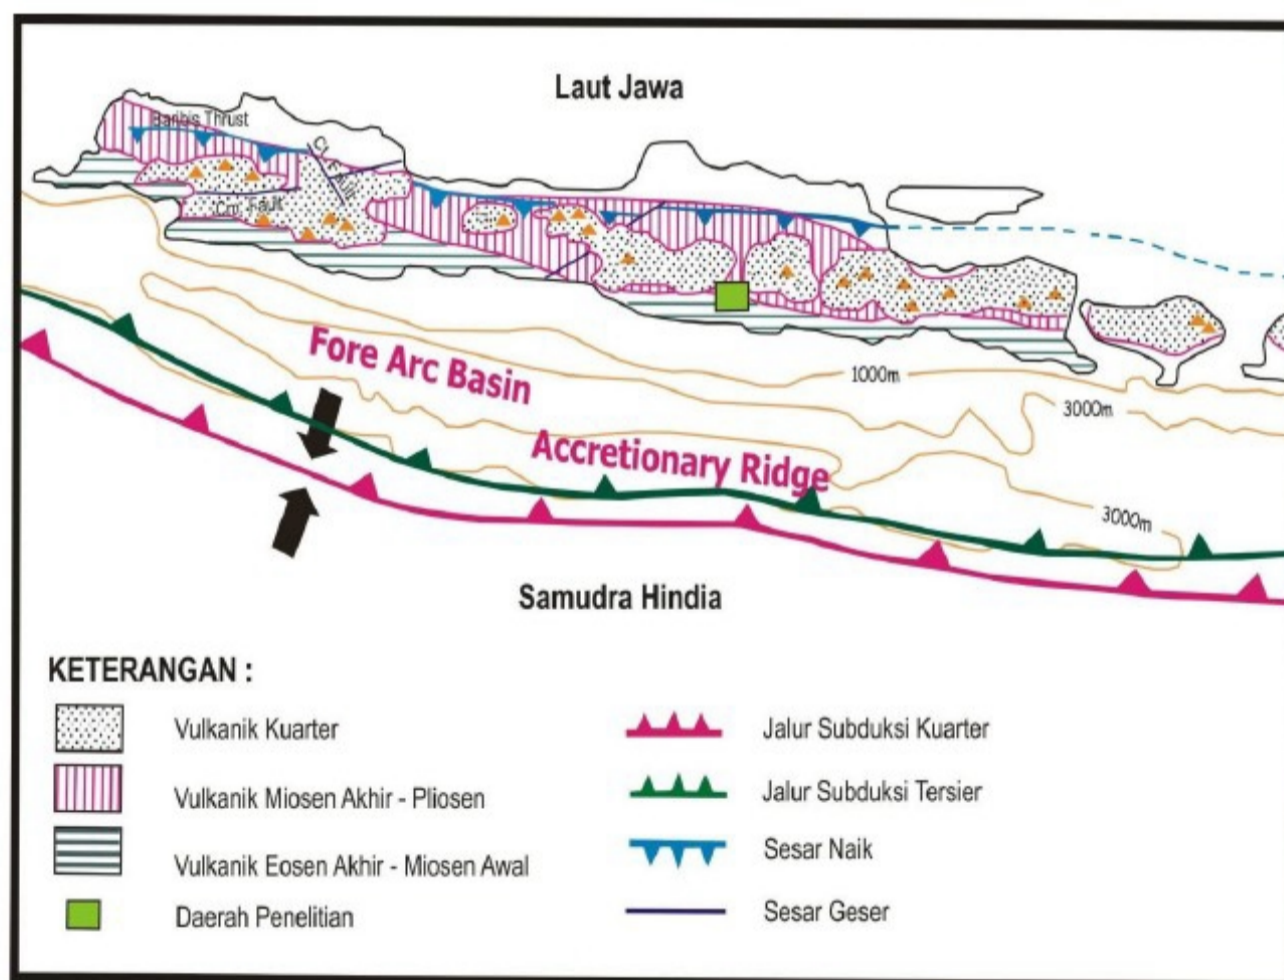 Laut Jawa
Baribis Thrust
Cm Fault
Fore Arc Basin
1000m
3000m
Accretionary Ridge
3000m
Samudra Hindia
KETERANGAN :
Vulkanik Kuarter
Vulkanik Miosen Akhir - Pliosen
Vulkanik Eosen Akhir - Miosen Awal
Daerah Penelitian
Jalur Subduksi Kuarter
Jalur Subduksi Tersier
Sesar Naik
Sesar Geser